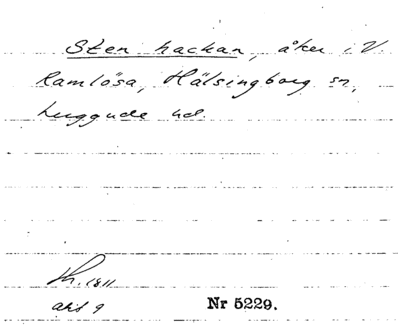 Sten hackan, åker i V.
Ramlösa, Hälsingborg sn,
Luggude hd.
h. 1811
akt 9
Nr 5229.